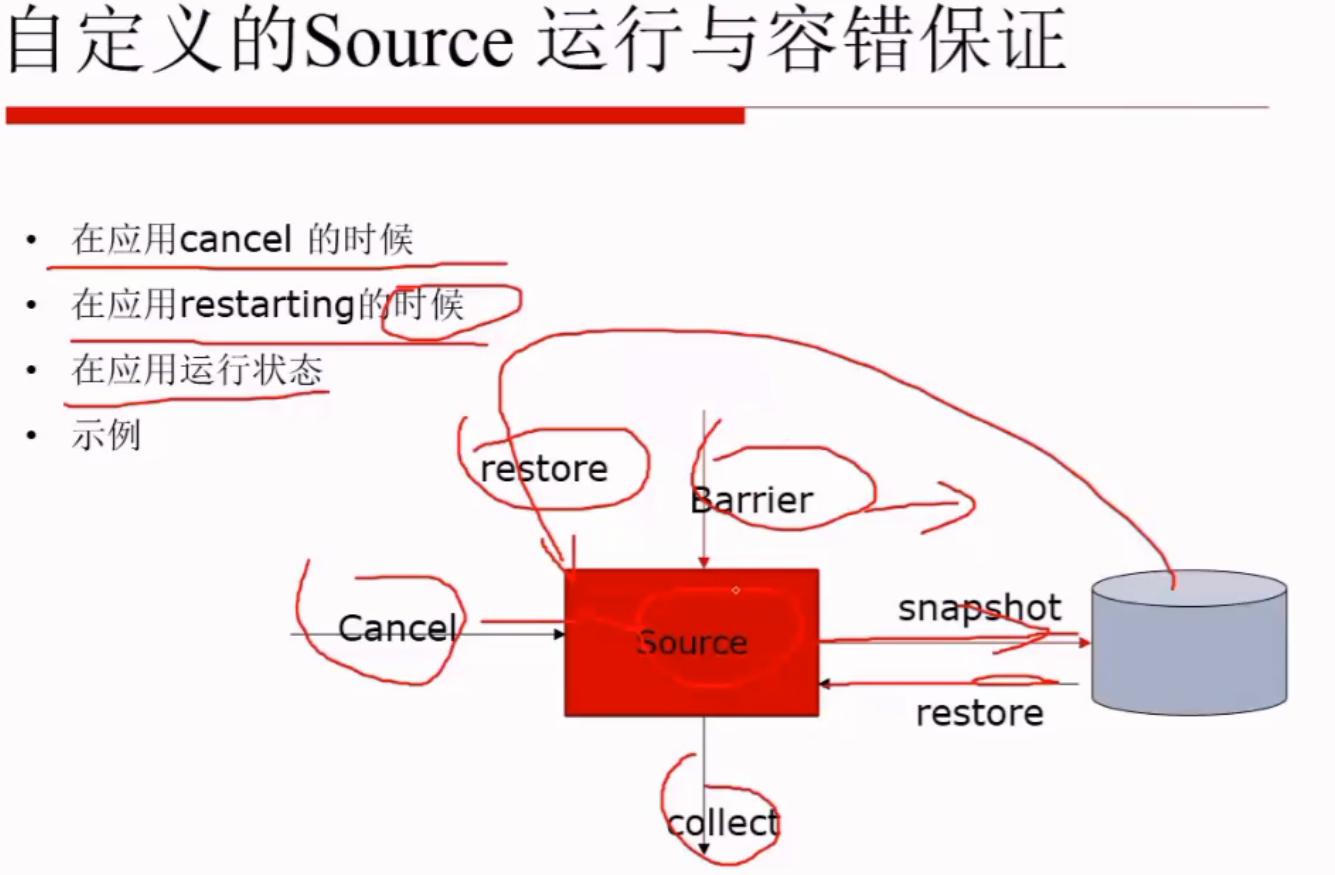 自定义的Source 运行与容错保证
• 在应用cancel 的时候
• 在应用restarting的时候
• 在应用运行状态
• 示例
restore
Barrier
Cancel
Source
snapshot
restore
collect